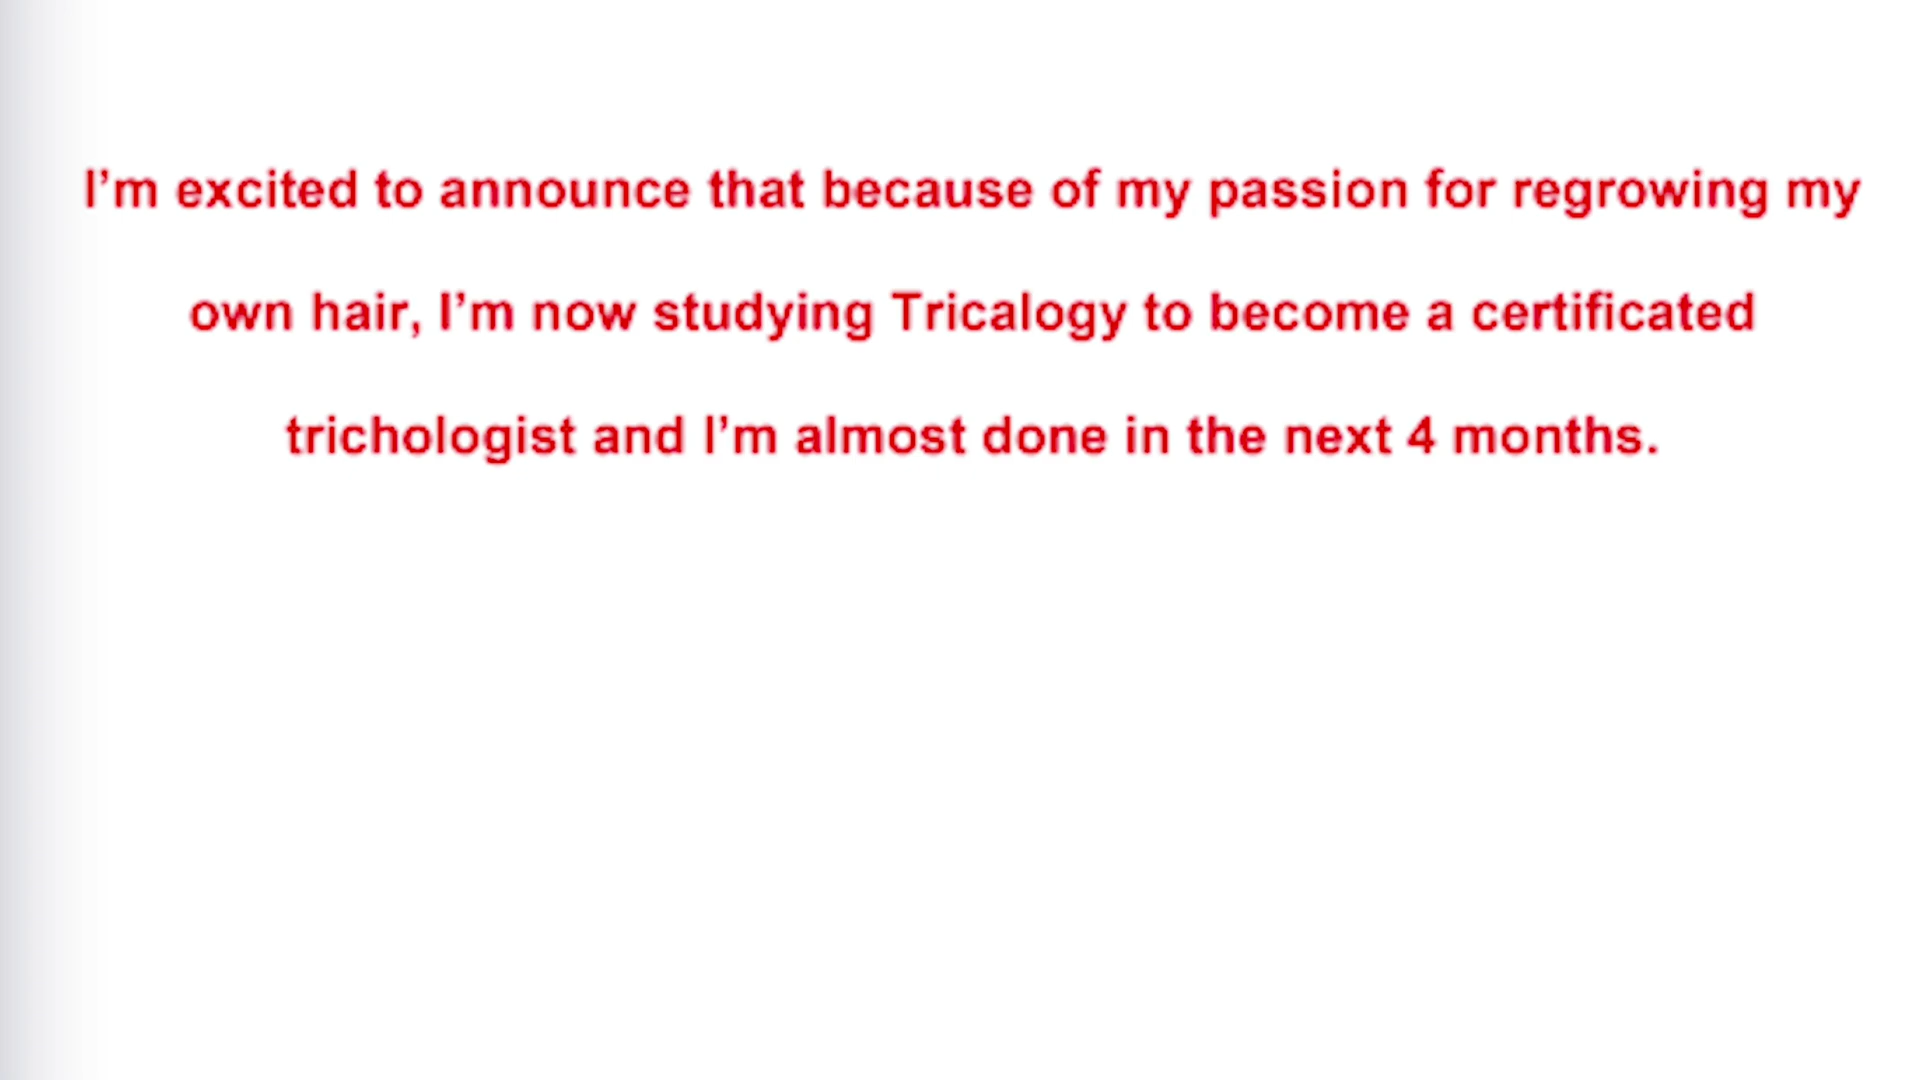 I’m excited to announce that because of my passion for regrowing my
own hair, I’m now studying Tricalogy to become a certificated
trichologist and I’m almost done in the next 4 months.